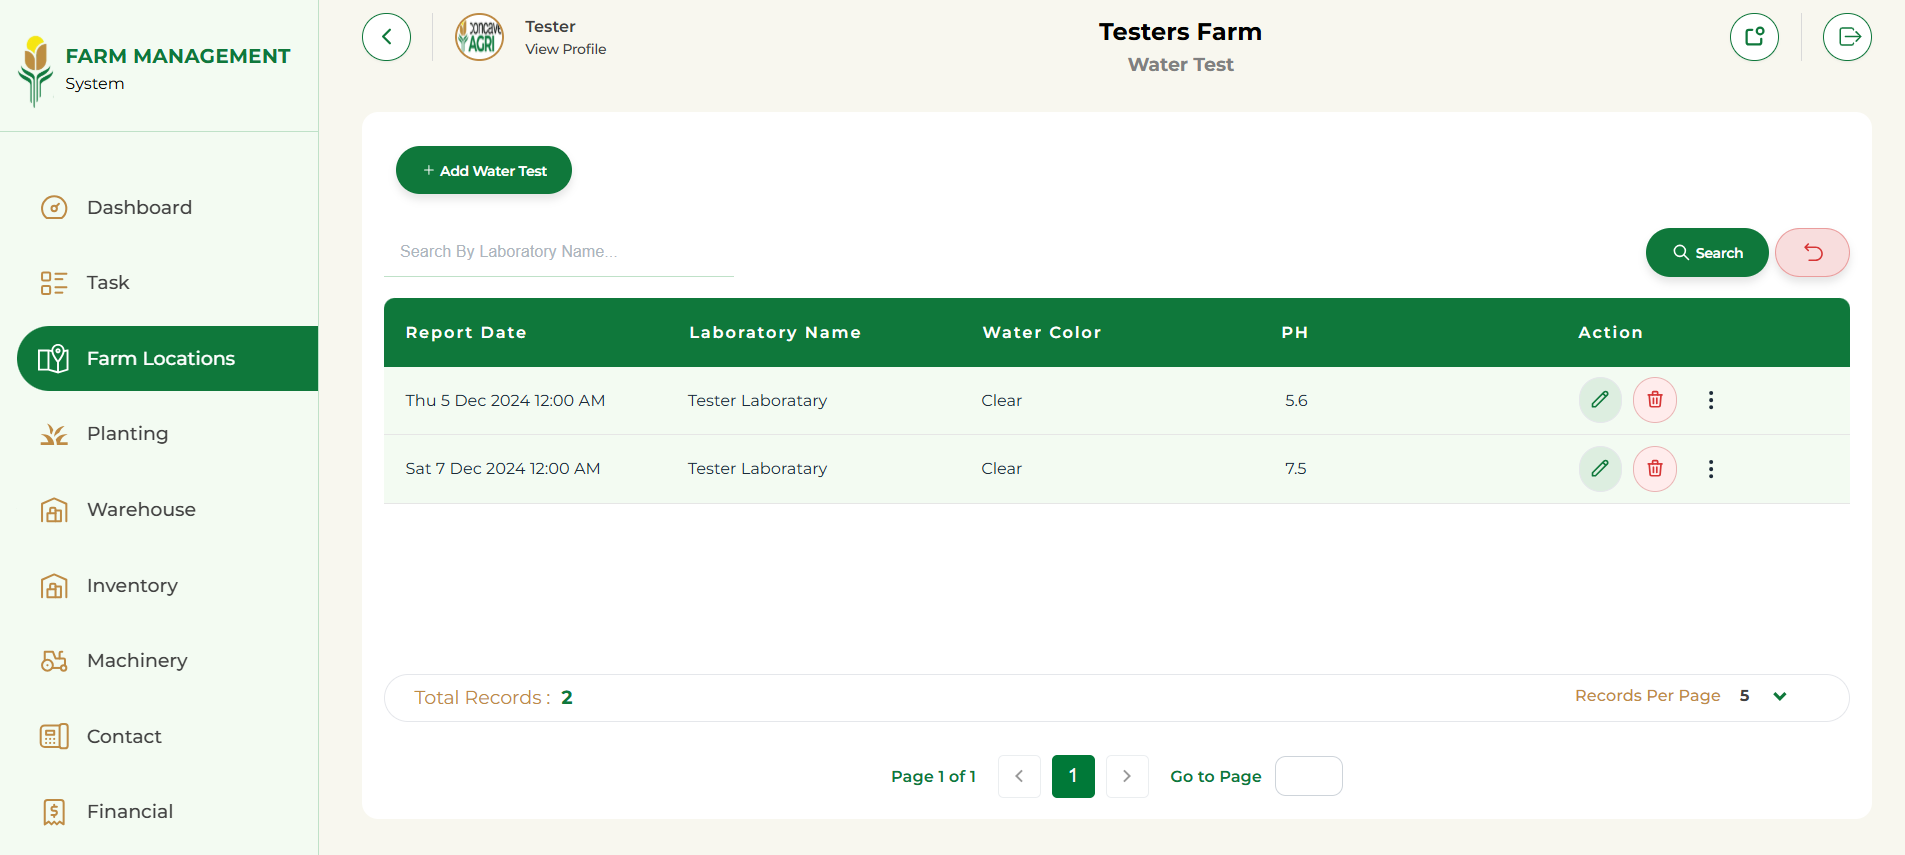 FARM MANAGEMENT
System
Dashboard
Task
Farm Locations
Planting
Warehouse
Inventory
Machinery
Contact
Financial
concave
AGRI
Tester
View Profile
Testers Farm
Water Test
+ Add Water Test
Search By Laboratory Name...
Search
Report Date Laboratory Name Water Color PH Action
Thu 5 Dec 2024 12:00 AM Tester Laboratary Clear 5.6
Sat 7 Dec 2024 12:00 AM Tester Laboratary Clear 7.5
Total Records : 2 Records Per Page 5
Page 1 of 1 < 1 > Go to Page